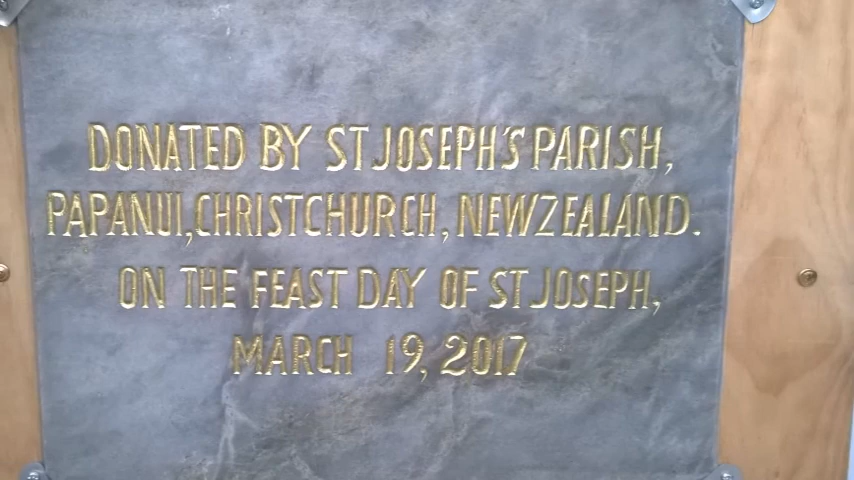 DONATED BY ST JOSEPH'S PARISH,
PAPANUI, CHRISTCHURCH, NEW ZEALAND.
ON THE FEAST DAY OF ST JOSEPH,
MARCH 19, 2017